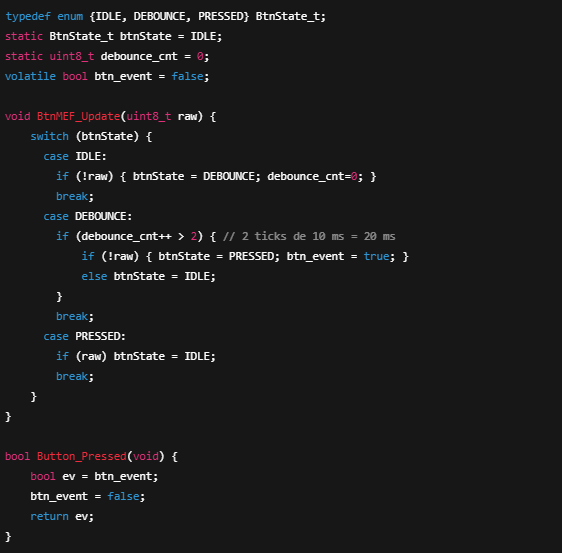 typedef enum {IDLE, DEBOUNCE, PRESSED} BtnState_t;
static BtnState_t btnState = IDLE;
static uint8_t debounce_cnt = 0;
volatile bool btn_event = false;

void BtnMEF_Update(uint8_t raw) {
    switch (btnState) {
      case IDLE:
        if (!raw) { btnState = DEBOUNCE; debounce_cnt=0; }
        break;
      case DEBOUNCE:
        if (debounce_cnt++ > 2) { // 2 ticks de 10 ms = 20 ms
            if (!raw) { btnState = PRESSED; btn_event = true; }
            else btnState = IDLE;
        }
        break;
      case PRESSED:
        if (raw) btnState = IDLE;
        break;
    }
}

bool Button_Pressed(void) {
    bool ev = btn_event;
    btn_event = false;
    return ev;
}